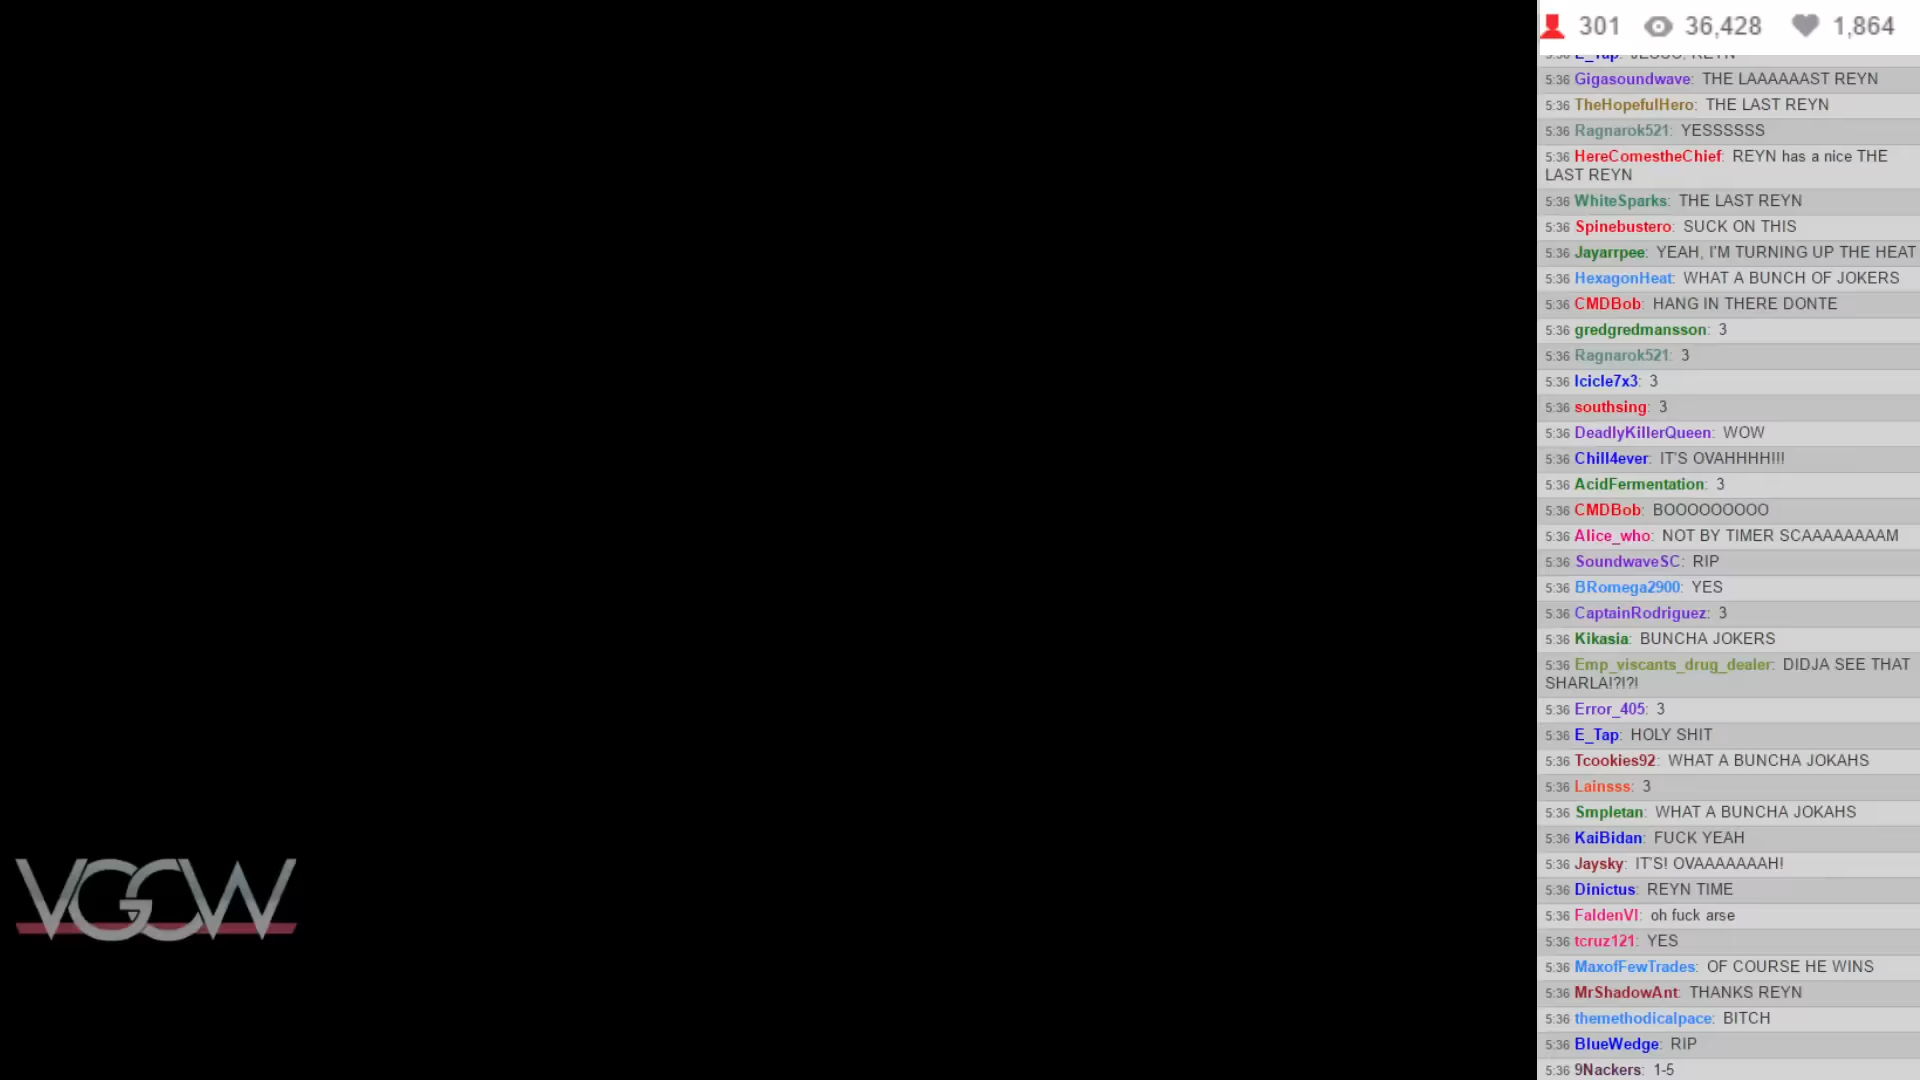 301 36,428 1,864
5:36 E_Tap: JESUS, REYN
5:36 Gigasoundwave: THE LAAAAAAST REYN
5:36 TheHopefulHero: THE LAST REYN
5:36 Ragnarok521: YESSSSSS
5:36 HereComestheChief: REYN has a nice THE
LAST REYN
5:36 WhiteSparks: THE LAST REYN
5:36 Spinebustero: SUCK ON THIS
5:36 Jayarrpee: YEAH, I'M TURNING UP THE HEAT
5:36 HexagonHeat: WHAT A BUNCH OF JOKERS
5:36 CMDBob: HANG IN THERE DONTE
5:36 gredgredmansson: 3
5:36 Ragnarok521: 3
5:36 Icicle7x3: 3
5:36 southsing: 3
5:36 DeadlyKillerQueen: WOW
5:36 Chill4ever: IT'S OVAHHHH!!!
5:36 AcidFermentation: 3
5:36 CMDBob: BOOOOOOOOO
5:36 Alice_who: NOT BY TIMER SCAAAAAAAAM
5:36 SoundwaveSC: RIP
5:36 BRomega2900: YES
5:36 CaptainRodriguez: 3
5:36 Kikasia: BUNCHA JOKERS
5:36 Emp_viscants_drug_dealer: DIDJA SEE THAT
SHARLA!?!?!
5:36 Error_405: 3
5:36 E_Tap: HOLY SHIT
5:36 Tcookies92: WHAT A BUNCHA JOKAHS
5:36 Lainsss: 3
5:36 Smpletan: WHAT A BUNCHA JOKAHS
5:36 KaiBidan: FUCK YEAH
5:36 Jaysky: IT'S! OVAAAAAAAH!
5:36 Dinictus: REYN TIME
5:36 FaldenVI: oh fuck arse
5:36 tcruz121: YES
5:36 MaxofFewTrades: OF COURSE HE WINS
5:36 MrShadowAnt: THANKS REYN
5:36 themethodicalpace: BITCH
5:36 BlueWedge: RIP
5:36 9Nackers: 1-5
VGCW